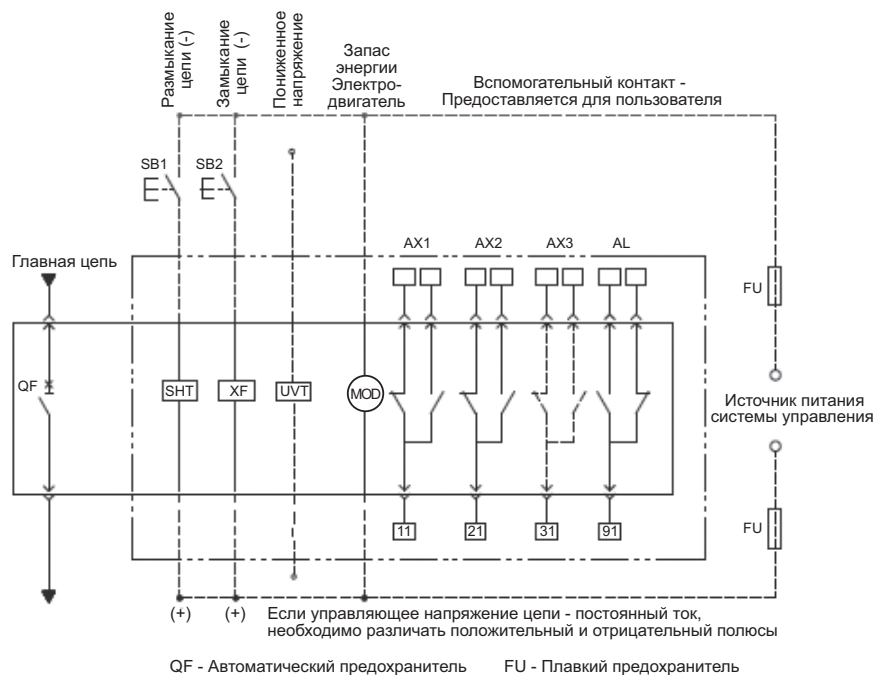 Размыкание
цепи (-)
Замыкание
цепи (-)
Пониженное
напряжение
Запас
энергии
Электро-
двигатель
Вспомогательный контакт -
Предоставляется для пользователя
SB1
SB2
AX1
AX2
AX3
AL
Главная цепь
FU
QF
SHT
XF
UVT
MOD
Источник питания
системы управления
11
21
31
91
FU
(+)
(+)
Если управляющее напряжение цепи - постоянный ток,
необходимо различать положительный и отрицательный полюсы
QF - Автоматический предохранитель
FU - Плавкий предохранитель